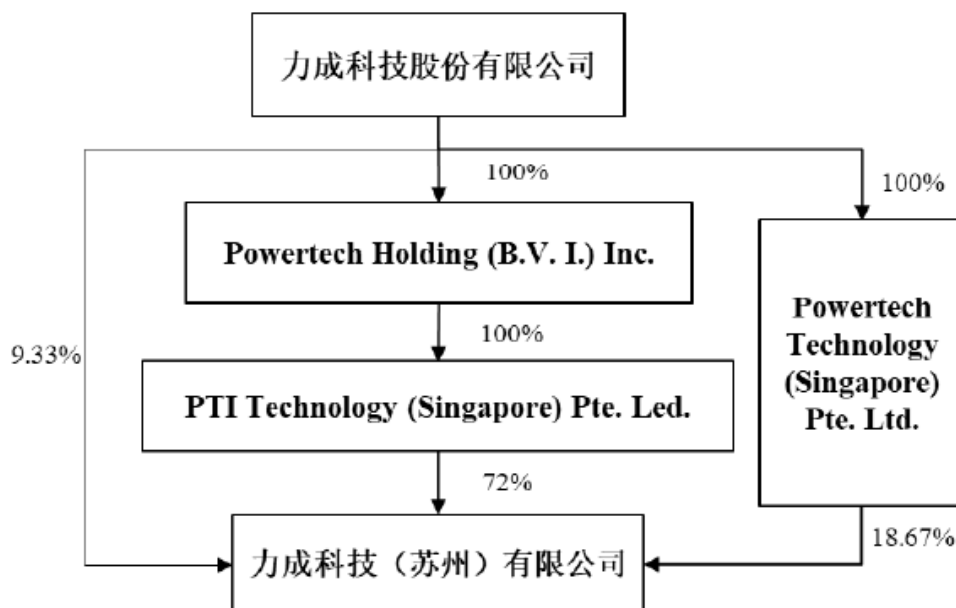 力成科技股份有限公司
100%
100%
Powertech Holding (B.V. I.) Inc.
Powertech
Technology
(Singapore)
Pte. Ltd.
9.33%
100%
PTI Technology (Singapore) Pte. Led.
72%
18.67%
力成科技（苏州）有限公司